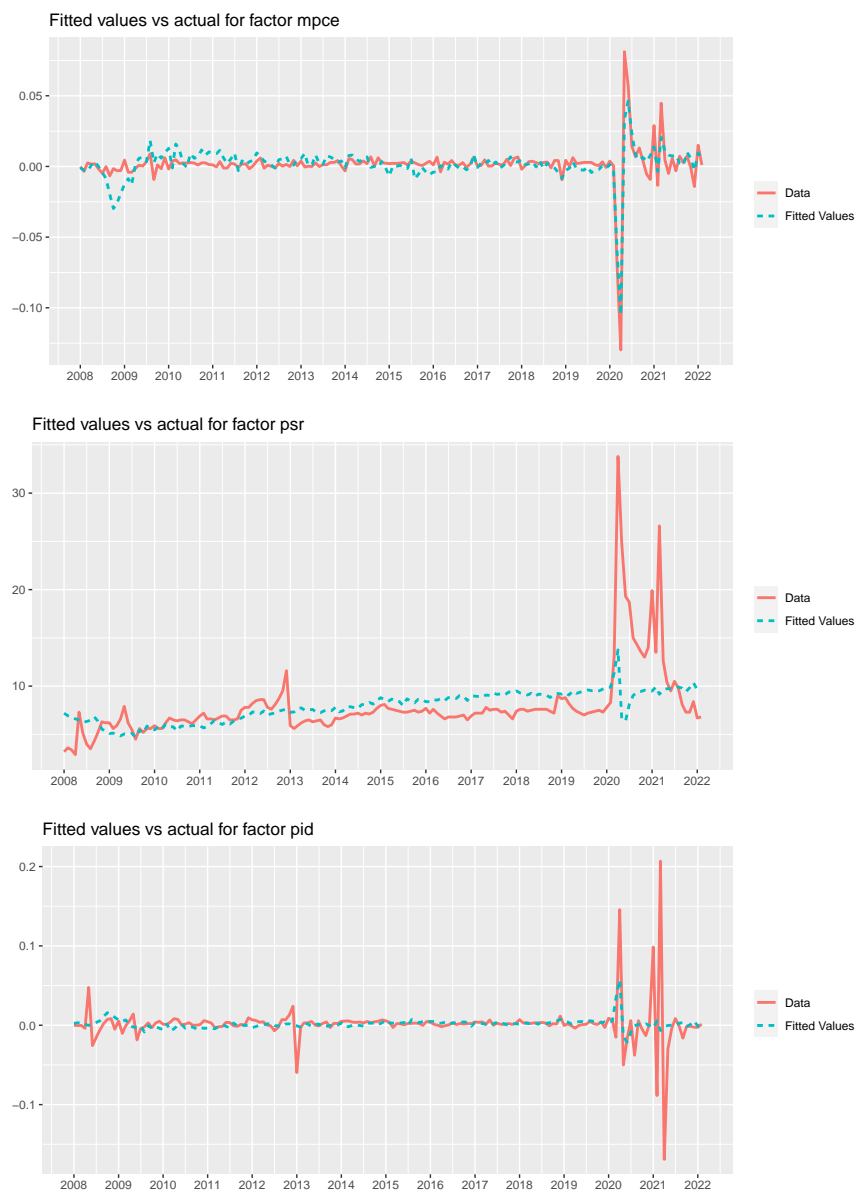 Fitted values vs actual for factor mpce
0.05
0.00
−0.05
−0.10
2008 2009 2010 2011 2012 2013 2014 2015 2016 2017 2018 2019 2020 2021 2022
Data
Fitted Values
Fitted values vs actual for factor psr
30
20
10
2008 2009 2010 2011 2012 2013 2014 2015 2016 2017 2018 2019 2020 2021 2022
Data
Fitted Values
Fitted values vs actual for factor pid
0.2
0.1
0.0
−0.1
2008 2009 2010 2011 2012 2013 2014 2015 2016 2017 2018 2019 2020 2021 2022
Data
Fitted Values